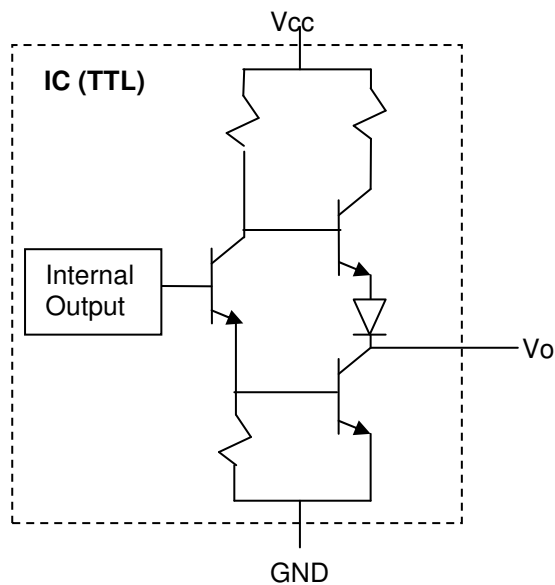 Vcc
IC (TTL)
Internal
Output
Vo
GND